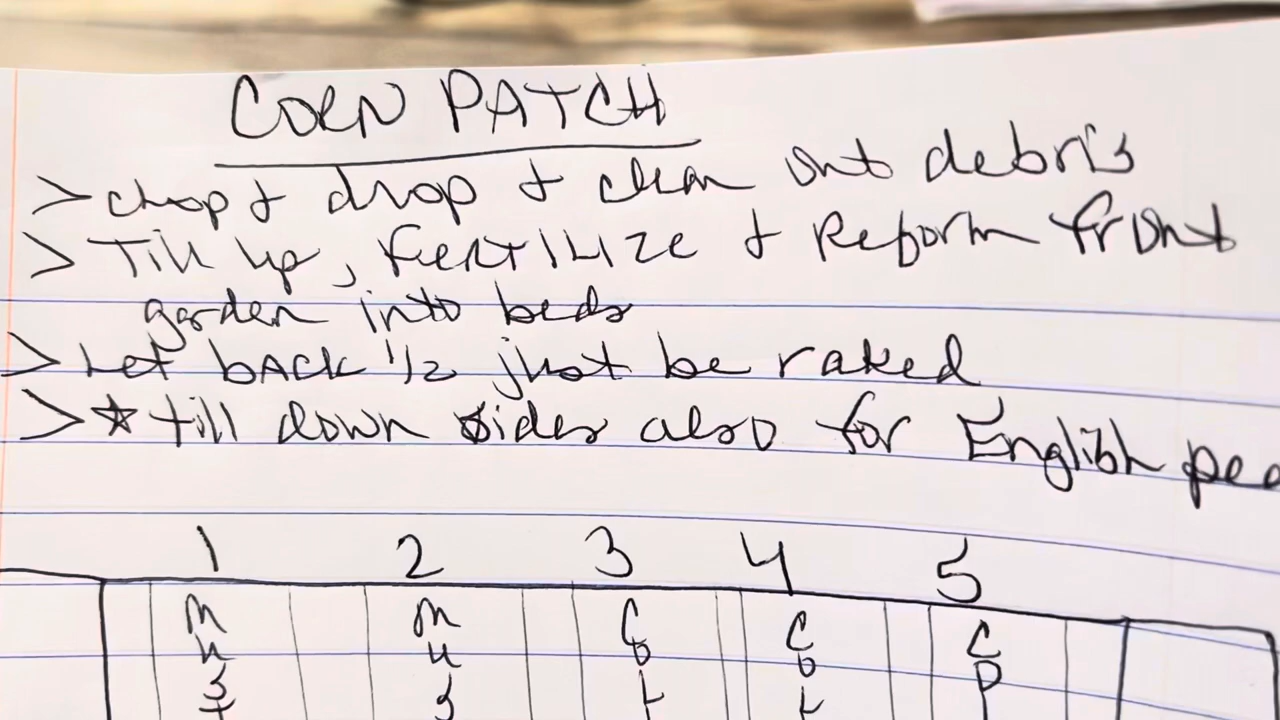 CORN PATCH
> chop & drop & clean out debris
> Till up, FERTILIZE & Reform front
garden into beds
> Let BACK 1/2 just be raked
> ☆ till down sides also for English pea
1 2 3 4 5
M M C C C
u u o o o
s s l l l
t